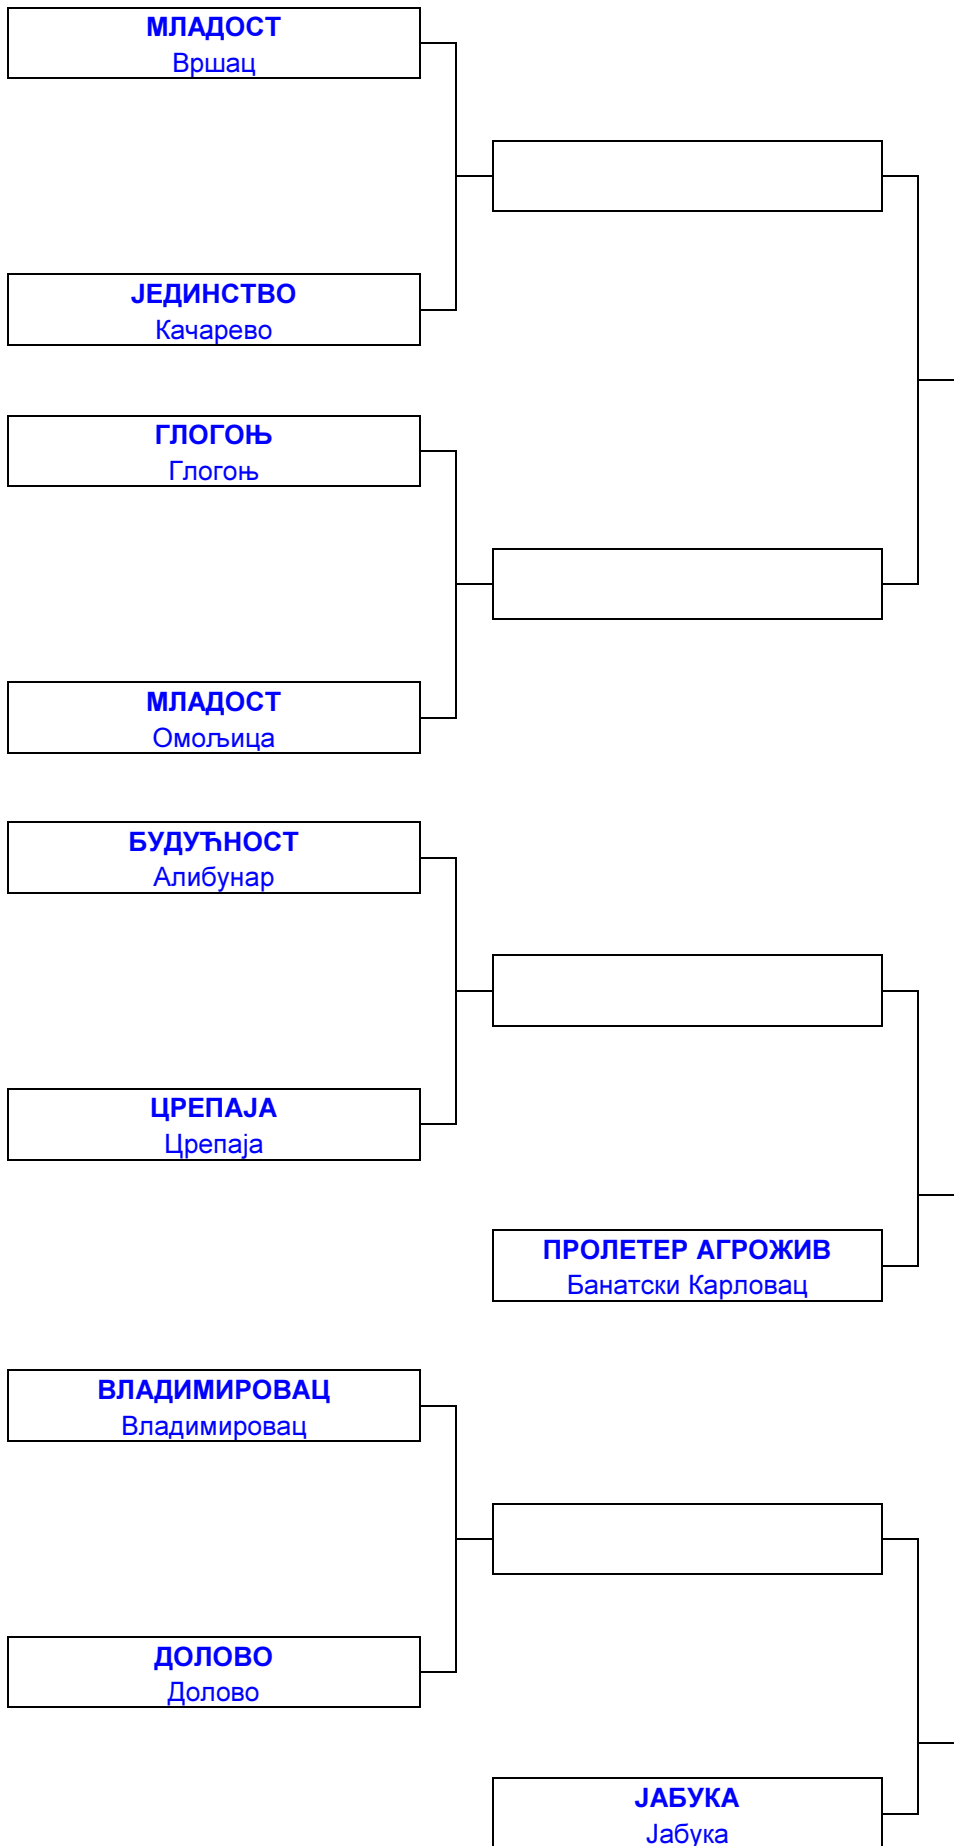 МЛАДОСТ
Вршац
ЈЕДИНСТВО
Качарево
ГЛОГОЊ
Глогоњ
МЛАДОСТ
Омољица
БУДУЋНОСТ
Алибунар
ЦРЕПАЈА
Црепаја
ПРОЛЕТЕР АГРОЖИВ
Банатски Карловац
ВЛАДИМИРОВАЦ
Владимировац
ДОЛОВО
Долово
ЈАБУКА
Јабука